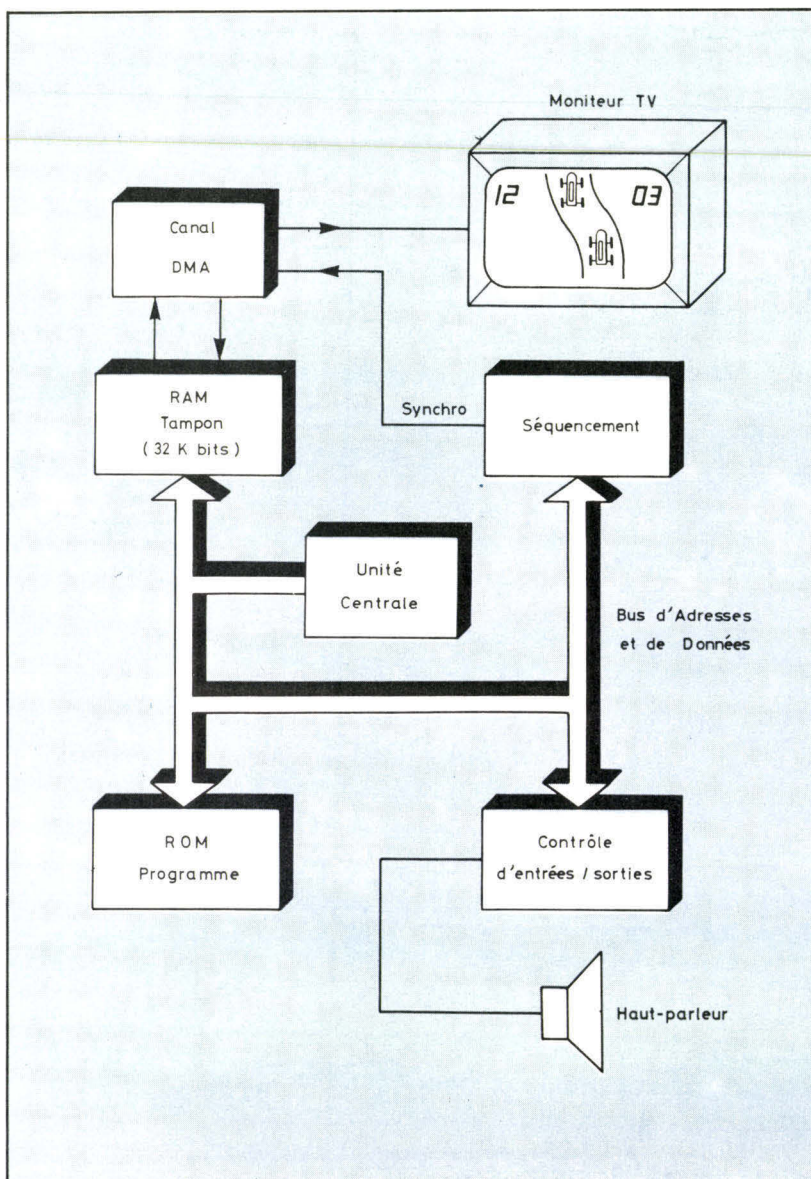 Moniteur TV
12 03
Canal
DMA
RAM
Tampon
(32 K bits)
Synchro
Séquencement
Unité
Centrale
Bus d'Adresses
et de Données
ROM
Programme
Contrôle
d'entrées / sorties
Haut-parleur